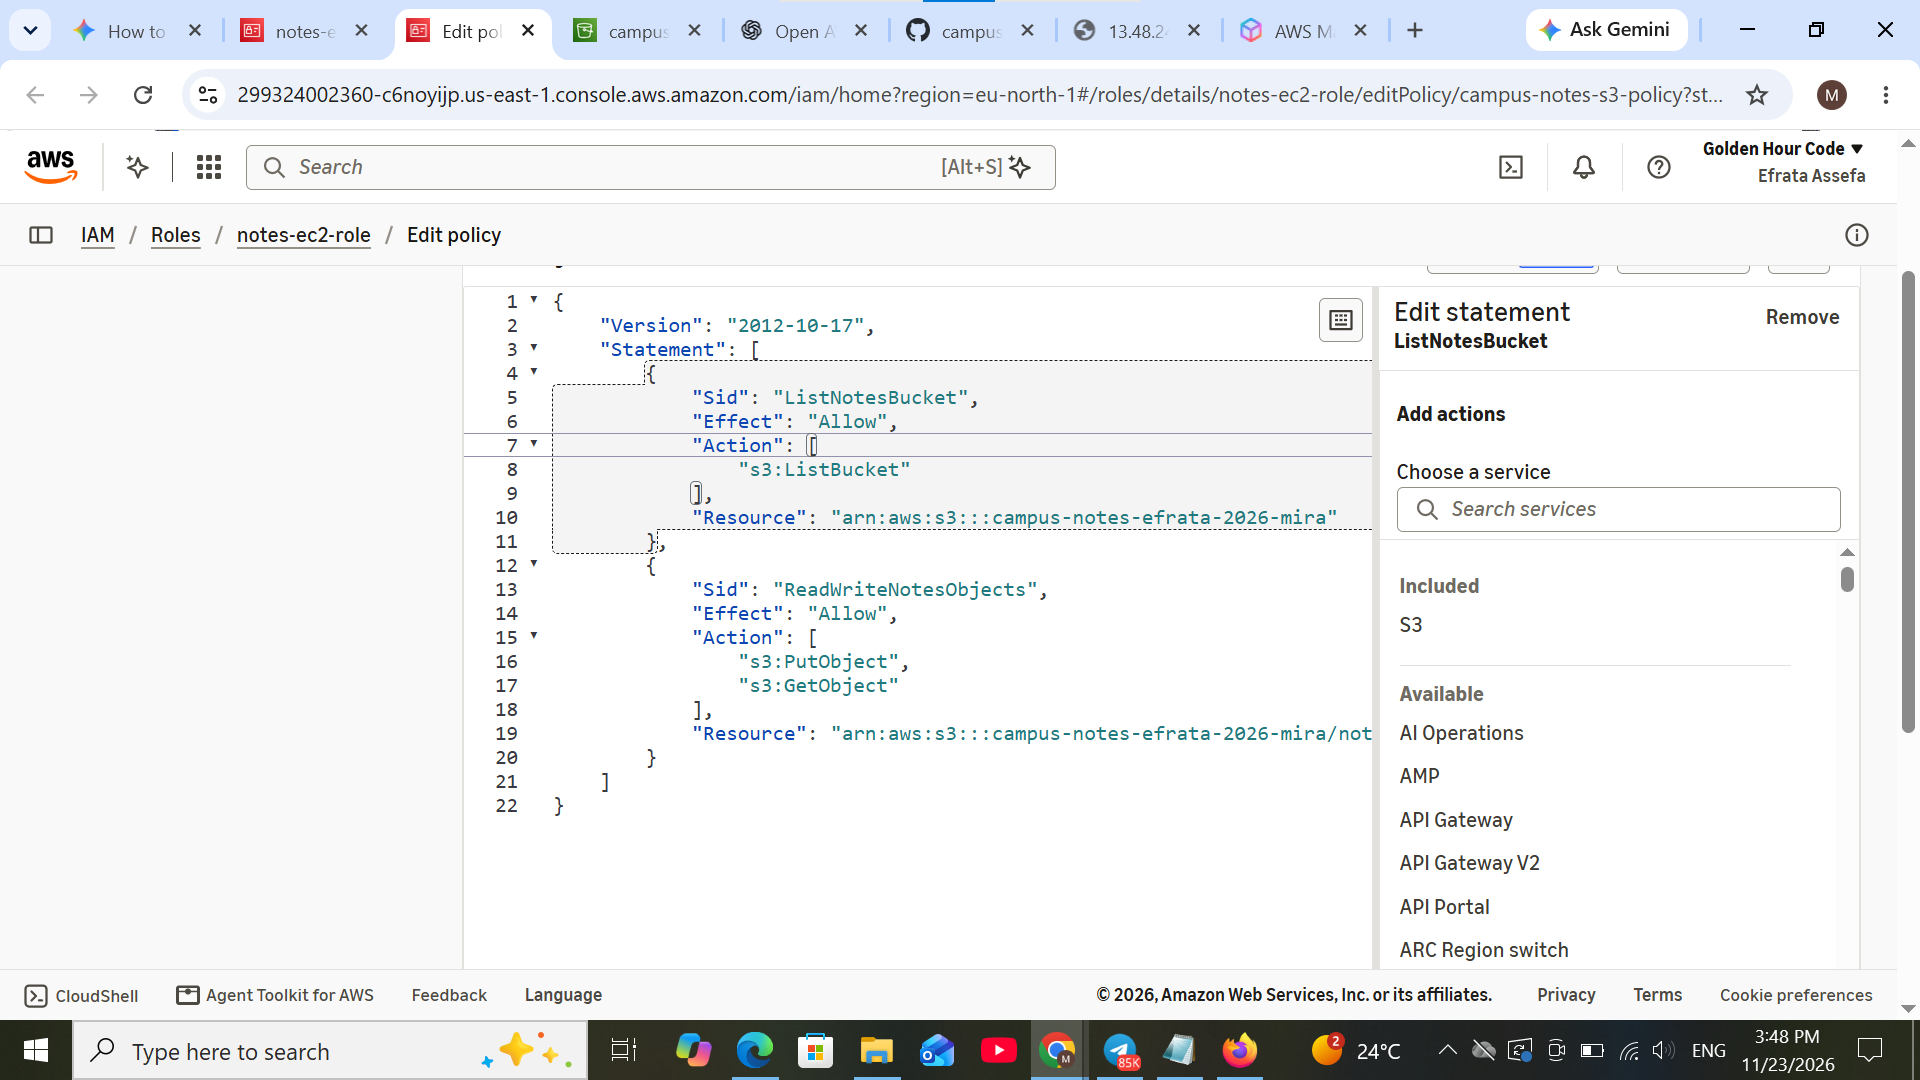 How to
notes-e
Edit pol
campus
Open A
campus
13.48.24
AWS M
Ask Gemini
299324002360-c6noyijp.us-east-1.console.aws.amazon.com/iam/home?region=eu-north-1#/roles/details/notes-ec2-role/editPolicy/campus-notes-s3-policy?st...
M
aws
Search
[Alt+S]
Golden Hour Code
Efrata Assefa
IAM / Roles / notes-ec2-role / Edit policy
1 {
2 "Version": "2012-10-17",
3 "Statement": [
4 {
5 "Sid": "ListNotesBucket",
6 "Effect": "Allow",
7 "Action": [
8 "s3:ListBucket"
9 ],
10 "Resource": "arn:aws:s3:::campus-notes-efrata-2026-mira"
11 },
12 {
13 "Sid": "ReadWriteNotesObjects",
14 "Effect": "Allow",
15 "Action": [
16 "s3:PutObject",
17 "s3:GetObject"
18 ],
19 "Resource": "arn:aws:s3:::campus-notes-efrata-2026-mira/not
20 }
21 ]
22 }
Edit statement
Remove
ListNotesBucket
Add actions
Choose a service
Search services
Included
S3
Available
AI Operations
AMP
API Gateway
API Gateway V2
API Portal
ARC Region switch
CloudShell
Agent Toolkit for AWS
Feedback
Language
© 2026, Amazon Web Services, Inc. or its affiliates.
Privacy
Terms
Cookie preferences
Type here to search
M
85K
2
24°C
ENG
3:48 PM
11/23/2026